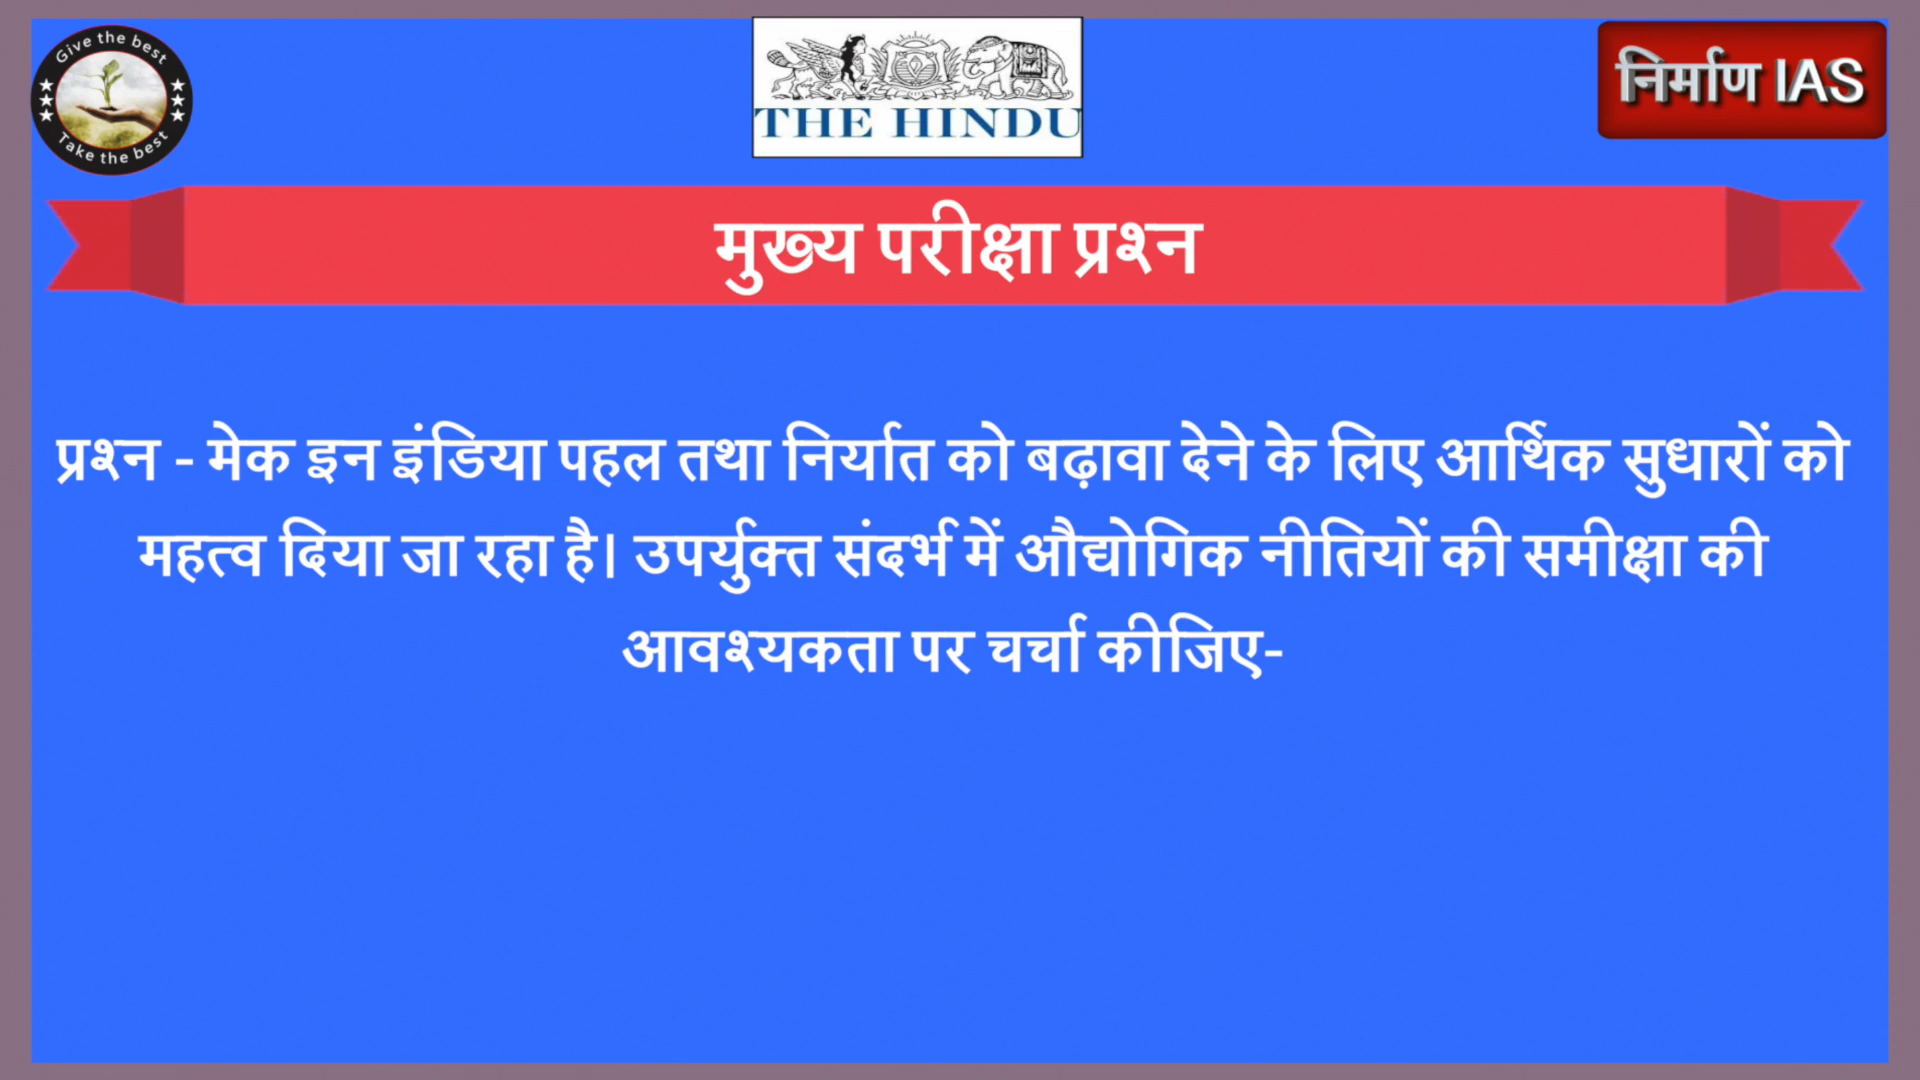 Give the best
Take the best
THE HINDU
निर्माण IAS
मुख्य परीक्षा प्रश्न
प्रश्न - मेक इन इंडिया पहल तथा निर्यात को बढ़ावा देने के लिए आर्थिक सुधारों को
महत्व दिया जा रहा है। उपर्युक्त संदर्भ में औद्योगिक नीतियों की समीक्षा की
आवश्यकता पर चर्चा कीजिए-